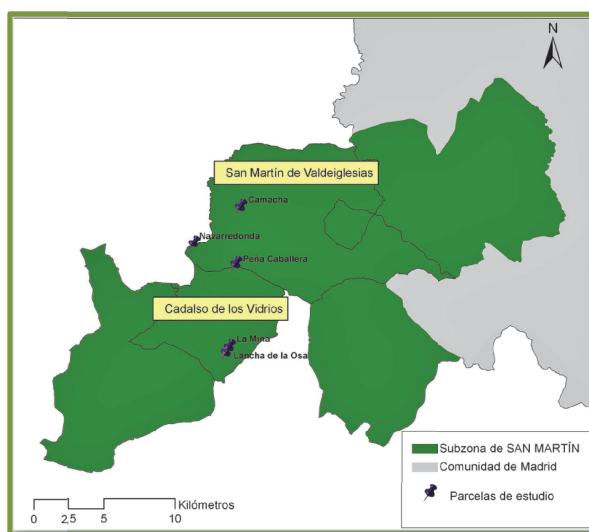 N
San Martín de Valdeiglesias
Camacha
Navarredonda
Peña Caballera
Cadalso de los Vidrios
La Mina
Lancha de la Osa
Subzona de SAN MARTÍN
Comunidad de Madrid
Parcelas de estudio
Kilómetros
0 2,5 5 10